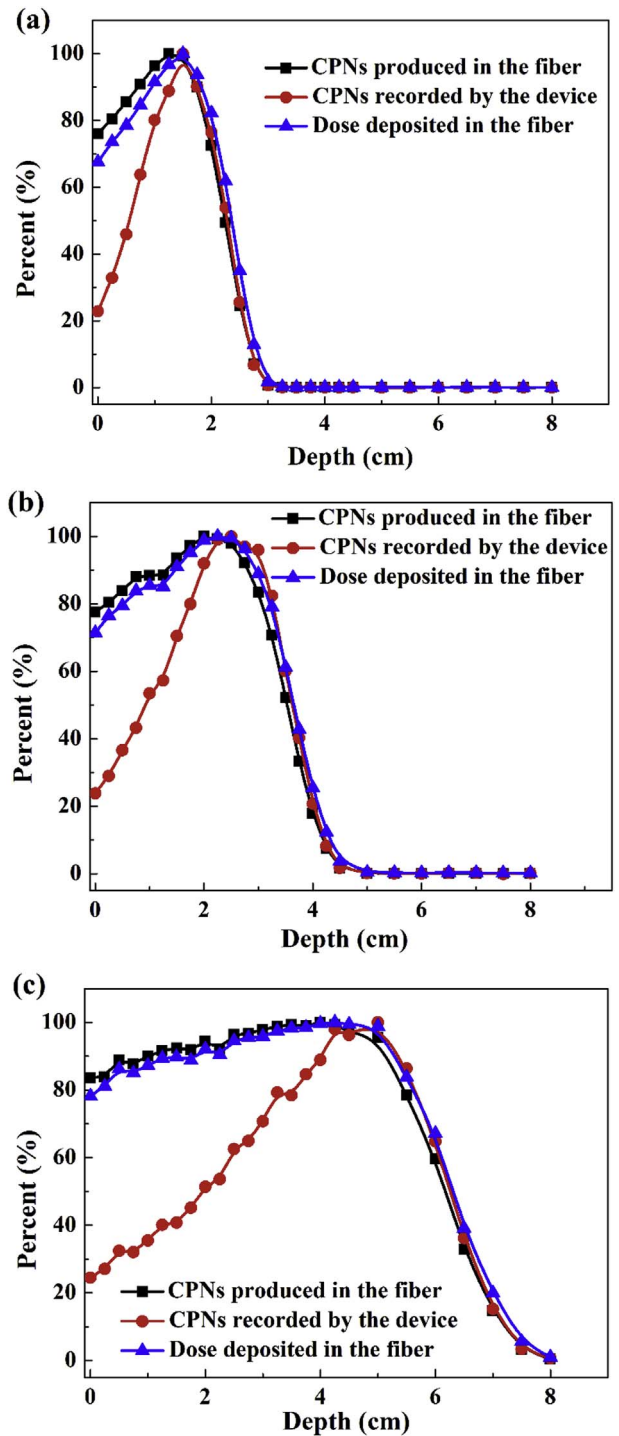 (a)
100
80
60
40
20
0
Percent (%)
CPNs produced in the fiber
CPNs recorded by the device
Dose deposited in the fiber
0 2 4 6 8
Depth (cm)
(b)
100
80
60
40
20
0
Percent (%)
CPNs produced in the fiber
CPNs recorded by the device
Dose deposited in the fiber
0 2 4 6 8
Depth (cm)
(c)
100
80
60
40
20
0
Percent (%)
CPNs produced in the fiber
CPNs recorded by the device
Dose deposited in the fiber
0 2 4 6 8
Depth (cm)